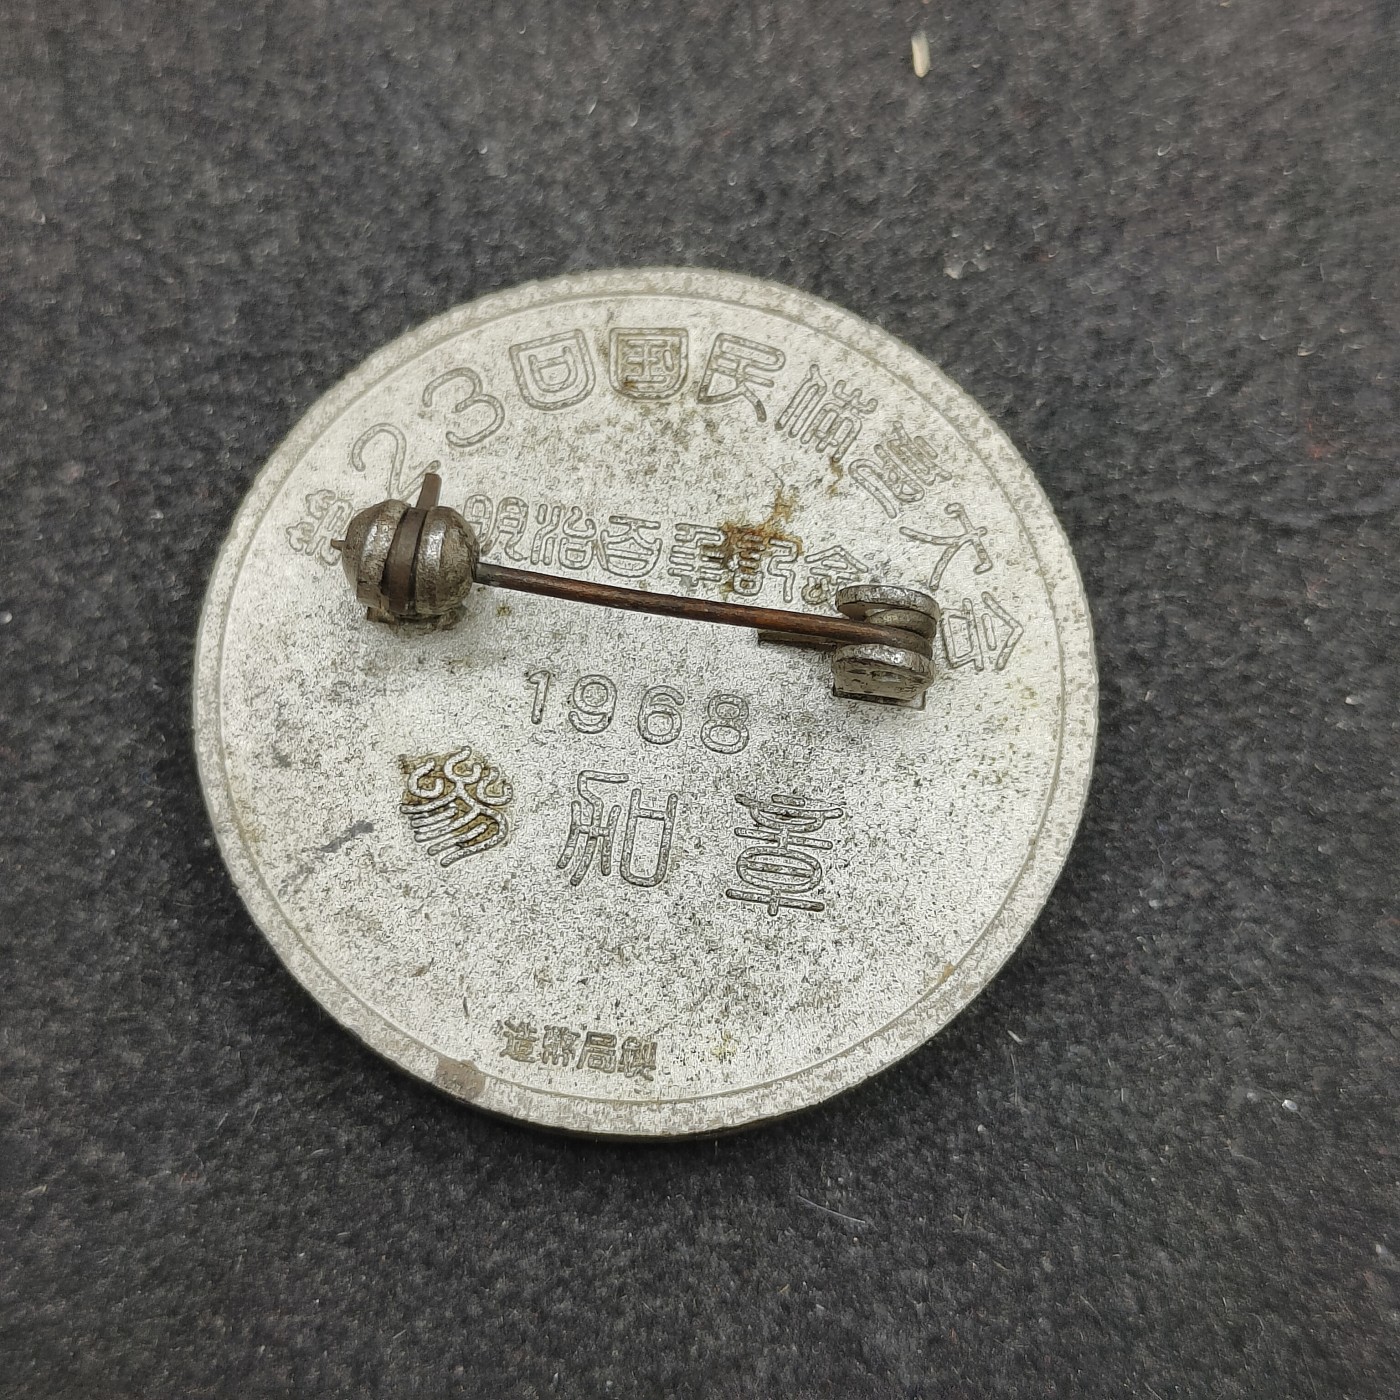 第23回国民体育大会
明治百年記念
1968
参加章
造幣局製